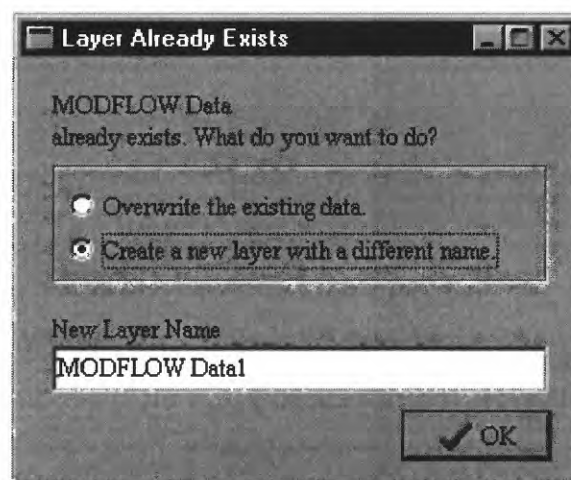 Layer Already Exists
MODFLOW Data
already exists. What do you want to do?
Overwrite the existing data.
Create a new layer with a different name.
New Layer Name
MODFLOW Data1
OK